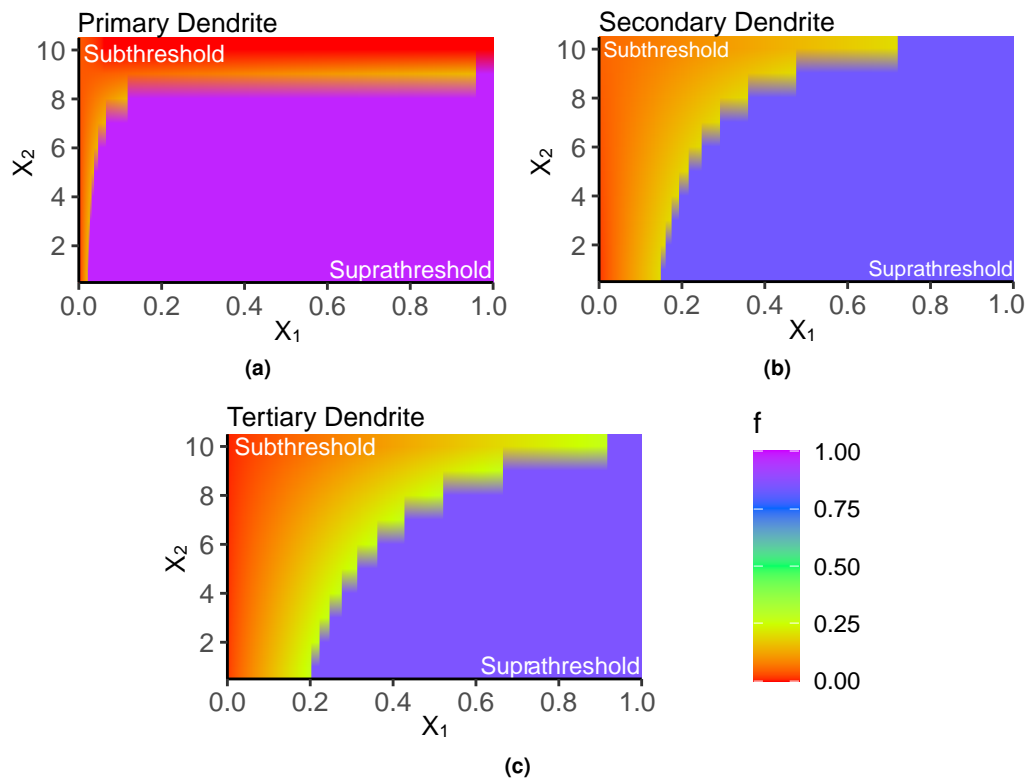 Primary Dendrite
Subthreshold
Suprathreshold
10
8
6
4
2
X₂
0.0 0.2 0.4 0.6 0.8 1.0
X₁
(a)
Secondary Dendrite
Subthreshold
Suprathreshold
10
8
6
4
2
X₂
0.0 0.2 0.4 0.6 0.8 1.0
X₁
(b)
Tertiary Dendrite
Subthreshold
Suprathreshold
10
8
6
4
2
X₂
0.0 0.2 0.4 0.6 0.8 1.0
X₁
f
1.00
0.75
0.50
0.25
0.00
(c)